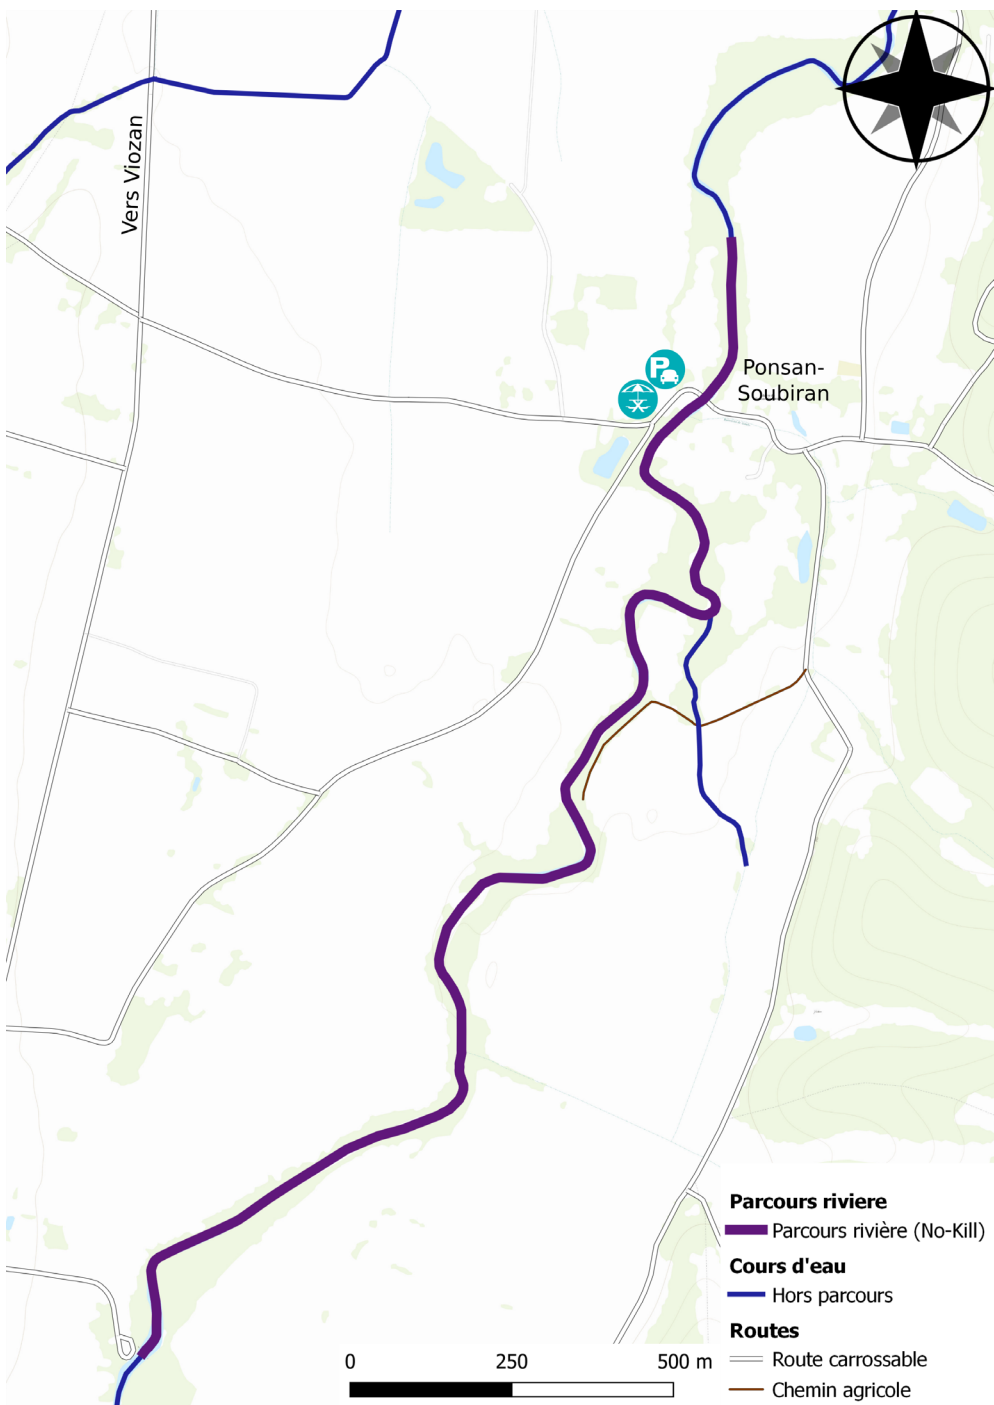 Vers Viozan
P
Ponsan-
Soubiran
Parcours riviere
Parcours rivière (No-Kill)
Cours d'eau
Hors parcours
Routes
Route carrossable
Chemin agricole
0 250 500 m